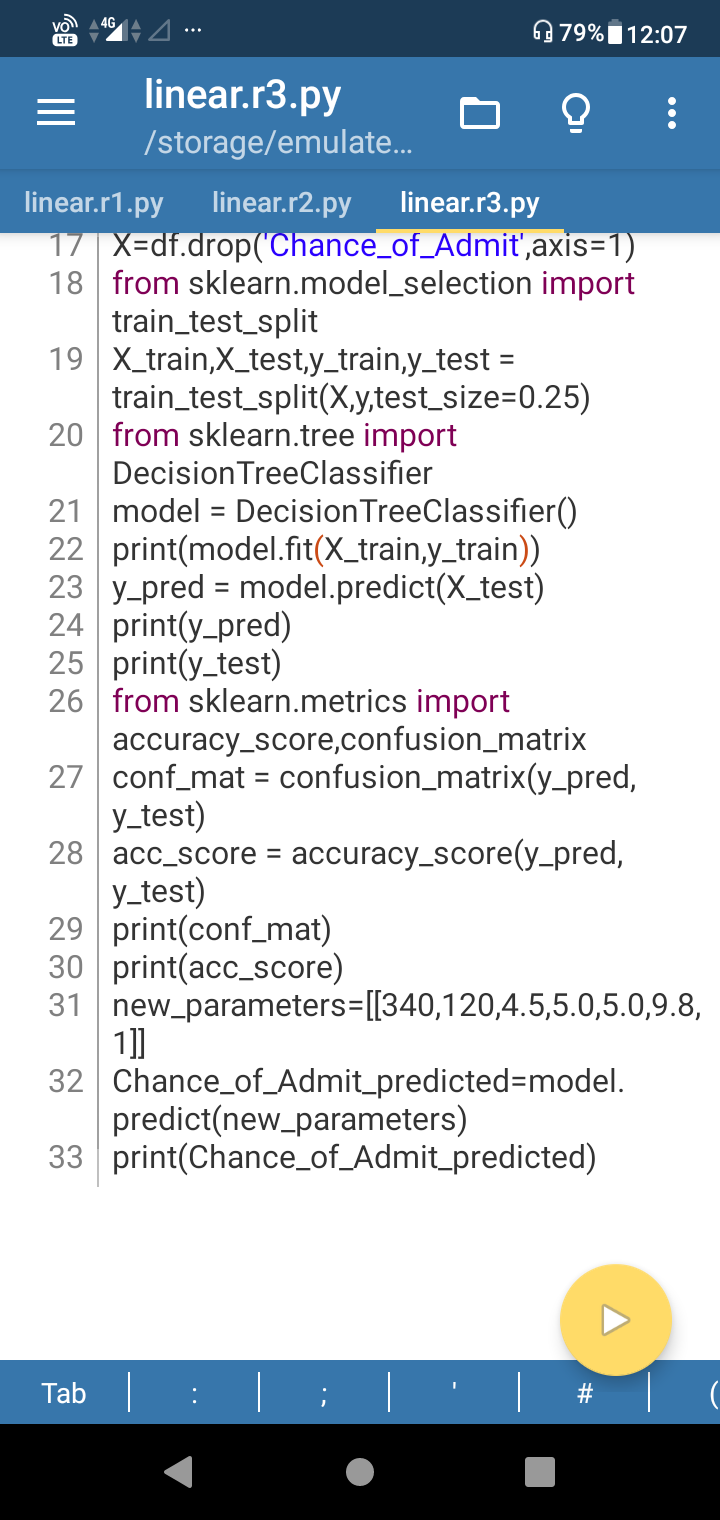 VO LTE 4G ... 79% 12:07
linear.r3.py
/storage/emulate...
linear.r1.py linear.r2.py linear.r3.py
17 X=df.drop('Chance_of_Admit',axis=1)
18 from sklearn.model_selection import
train_test_split
19 X_train,X_test,y_train,y_test =
train_test_split(X,y,test_size=0.25)
20 from sklearn.tree import
DecisionTreeClassifier
21 model = DecisionTreeClassifier()
22 print(model.fit(X_train,y_train))
23 y_pred = model.predict(X_test)
24 print(y_pred)
25 print(y_test)
26 from sklearn.metrics import
accuracy_score,confusion_matrix
27 conf_mat = confusion_matrix(y_pred,
y_test)
28 acc_score = accuracy_score(y_pred,
y_test)
29 print(conf_mat)
30 print(acc_score)
31 new_parameters=[[340,120,4.5,5.0,5.0,9.8,
1]]
32 Chance_of_Admit_predicted=model.
predict(new_parameters)
33 print(Chance_of_Admit_predicted)
Tab : ; ' # (